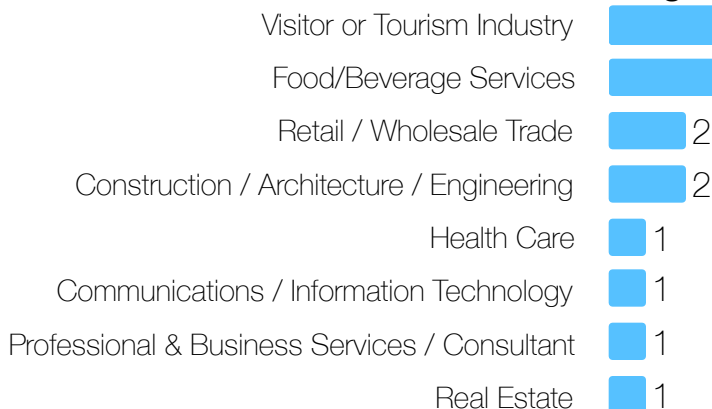 Visitor or Tourism Industry
Food/Beverage Services
Retail / Wholesale Trade 2
Construction / Architecture / Engineering 2
Health Care 1
Communications / Information Technology 1
Professional & Business Services / Consultant 1
Real Estate 1